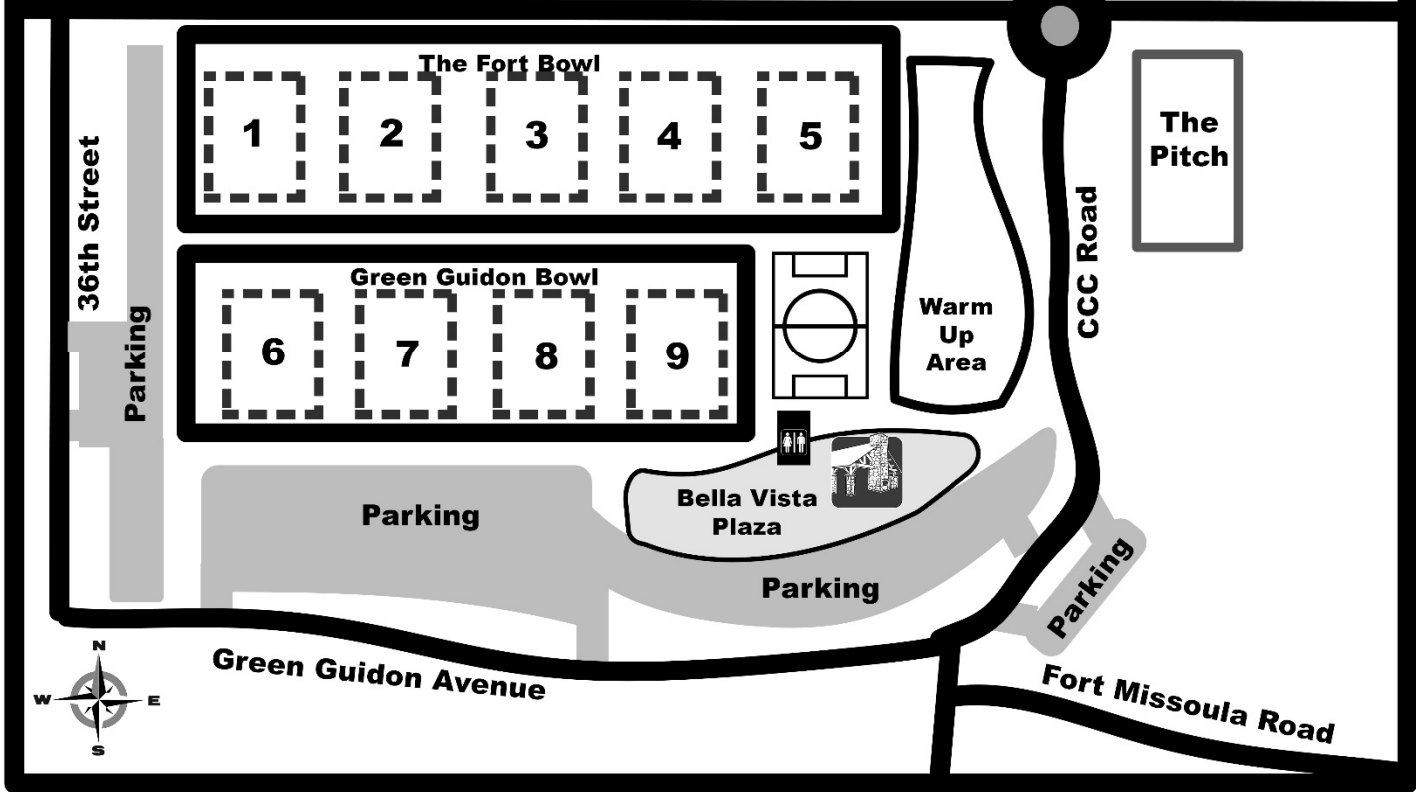 The Fort Bowl
1
2
3
4
5
The
Pitch
36th Street
CCC Road
Green Guidon Bowl
6
7
8
9
Warm
Up
Area
Parking
Bella Vista
Plaza
Parking
Parking
Parking
Green Guidon Avenue
Fort Missoula Road
N
W
E
S